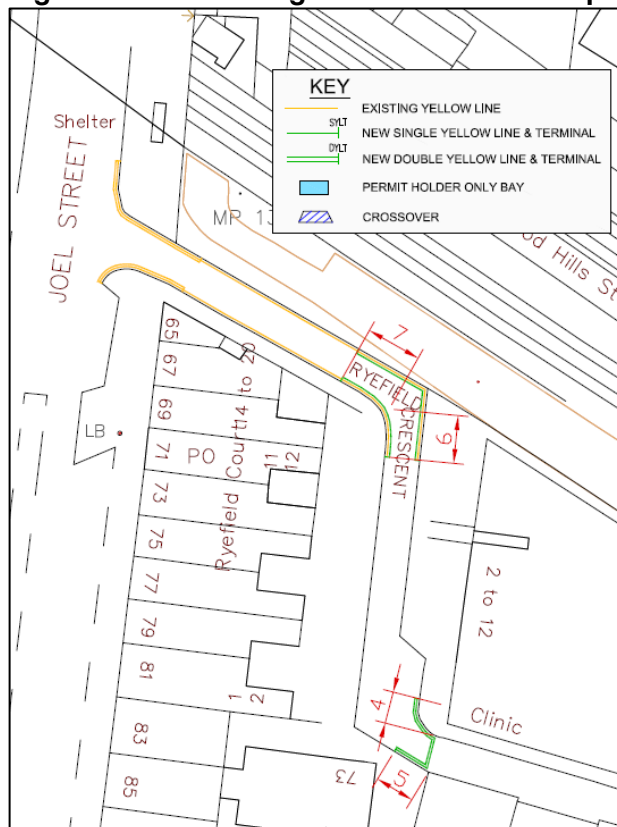 KEY
EXISTING YELLOW LINE
SYLT
NEW SINGLE YELLOW LINE & TERMINAL
DYLT
NEW DOUBLE YELLOW LINE & TERMINAL
PERMIT HOLDER ONLY BAY
CROSSOVER
Shelter
JOEL STREET
MP 13
od Hills St
7
RYEFIELD
CRESCENT
9
65
67
69
71
73
75
77
79
81
83
85
LB
PO
Ryefield Court
14 to 20
11
12
1
2
2 to 12
Clinic
4
5
73